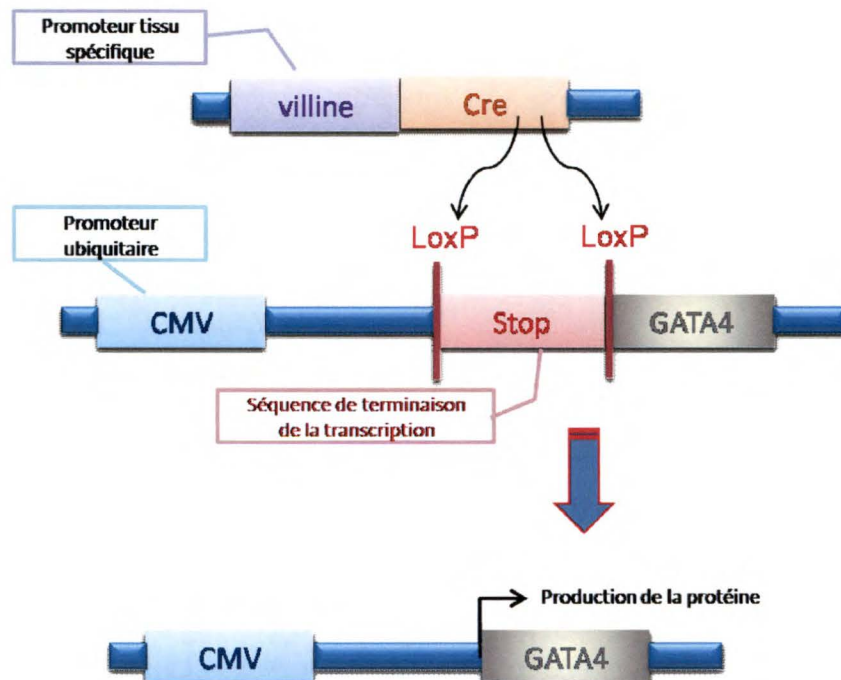 Promoteur tissu
spécifique
villine
Cre
Promoteur
ubiquitaire
LoxP
LoxP
CMV
Stop
GATA4
Séquence de terminaison
de la transcription
Production de la protéine
CMV
GATA4